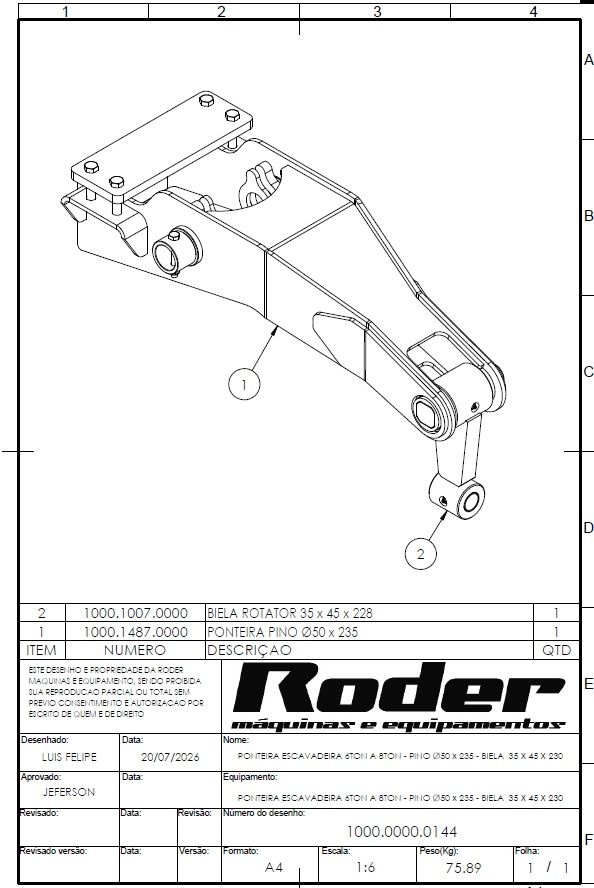 1 2 3 4
A
B
C
D
E
F
1
2
2 1000.1007.0000 BIELA ROTATOR 35 x 45 x 228 1
1 1000.1487.0000 PONTEIRA PINO Ø50 x 235 1
ITEM NUMERO DESCRIÇAO QTD
ESTE DESENHO E PROPRIEDADE DA RODER
MAQUINAS E EQUIPAMENTO, SENDO PROIBIDA
SUA REPRODUCAO PARCIAL OU TOTAL SEM
PREVIO CONSENTIMENTO E AUTORIZACAO POR
ESCRITO DE QUEM E DE DIREITO
Roder
máquinas e equipamentos
Desenhado: Data: Nome:
LUIS FELIPE 20/07/2026 PONTEIRA ESCAVADEIRA 6TON A 8TON - PINO Ø50 x 235 - BIELA 35 X 45 X 230
Aprovado: Data: Equipamento:
JEFERSON PONTEIRA ESCAVADEIRA 6TON A 8TON - PINO Ø50 x 235 - BIELA 35 X 45 X 230
Revisado: Data: Revisão: Número do desenho:
1000.0000.0144
Revisado versão: Data: Versão: Formato: Escala: Peso(Kg): Folha:
A4 1:6 75.89 1 / 1